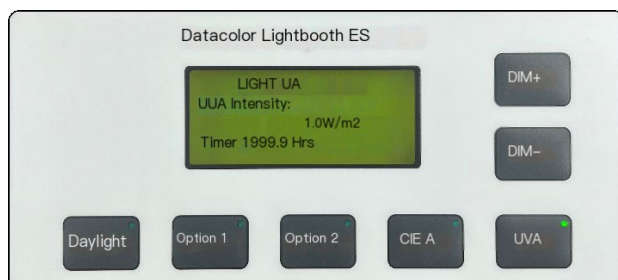 Datacolor Lightbooth ES
LIGHT UA
UUA Intensity:
1.0W/m2
Timer 1999.9 Hrs
DIM+
DIM-
Daylight
Option 1
Option 2
CIE A
UVA